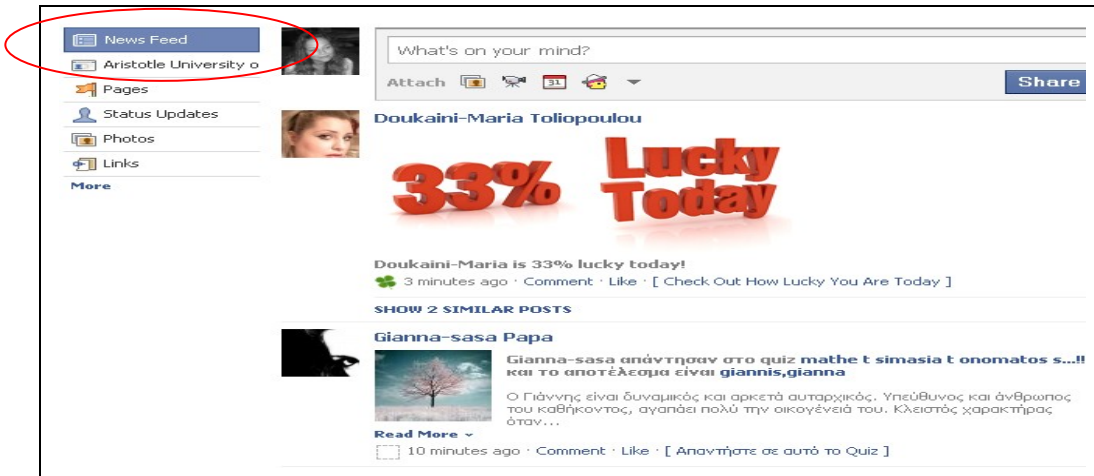 News Feed
Aristotle University o
Pages
Status Updates
Photos
Links
More
What's on your mind?
Attach 31
Share
Doukaini-Maria Toliopoulou
33% Lucky Today
Doukaini-Maria is 33% lucky today!
3 minutes ago · Comment · Like · [ Check Out How Lucky You Are Today ]
SHOW 2 SIMILAR POSTS
Gianna-sasa Papa
Gianna-sasa απάντησαν στο quiz mathe t simasia t onomatos s...!!
και το αποτέλεσμα είναι giannis,gianna
Ο Γιάννης είναι δυναμικός και αρκετά αυταρχικός. Υπεύθυνος και άνθρωπος
του καθήκοντος, αγαπάει πολύ την οικογένειά του. Κλειστός χαρακτήρας
όταν...
Read More
10 minutes ago · Comment · Like · [ Απαντήστε σε αυτό το Quiz ]